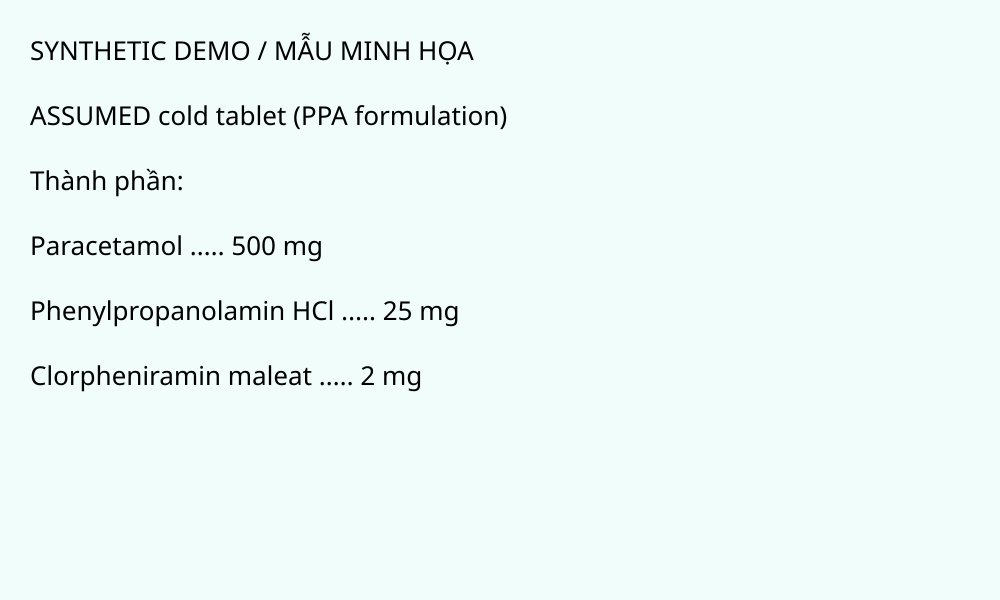 SYNTHETIC DEMO / MẪU MINH HỌA
ASSUMED cold tablet (PPA formulation)
Thành phần:
Paracetamol ..... 500 mg
Phenylpropanolamin HCl ..... 25 mg
Clorpheniramin maleat ..... 2 mg